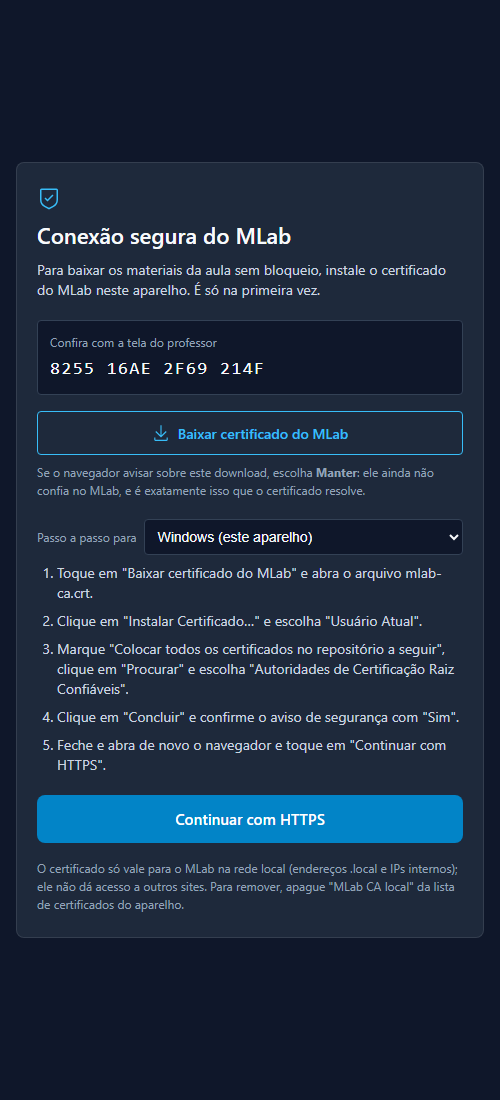 Conexão segura do MLab
Para baixar os materiais da aula sem bloqueio, instale o certificado
do MLab neste aparelho. É só na primeira vez.
Confira com a tela do professor
8255 16AE 2F69 214F
Baixar certificado do MLab
Se o navegador avisar sobre este download, escolha Manter: ele ainda não
confia no MLab, e é exatamente isso que o certificado resolve.
Passo a passo para
Windows (este aparelho)
1. Toque em "Baixar certificado do MLab" e abra o arquivo mlab-
ca.crt.
2. Clique em "Instalar Certificado..." e escolha "Usuário Atual".
3. Marque "Colocar todos os certificados no repositório a seguir",
clique em "Procurar" e escolha "Autoridades de Certificação Raiz
Confiáveis".
4. Clique em "Concluir" e confirme o aviso de segurança com "Sim".
5. Feche e abra de novo o navegador e toque em "Continuar com
HTTPS".
Continuar com HTTPS
O certificado só vale para o MLab na rede local (endereços .local e IPs internos);
ele não dá acesso a outros sites. Para remover, apague "MLab CA local" da lista
de certificados do aparelho.